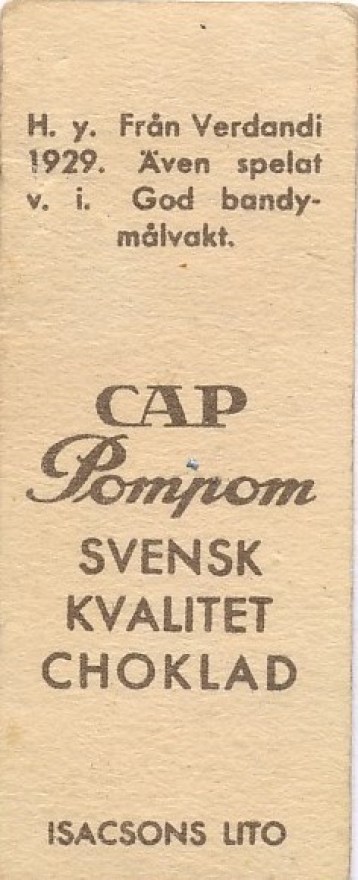 H. y. Från Verdandi
1929. Även spelat
v. i. God bandy-
målvakt.
CAP
Pompom
SVENSK
KVALITET
CHOKLAD
ISACSONS LITO